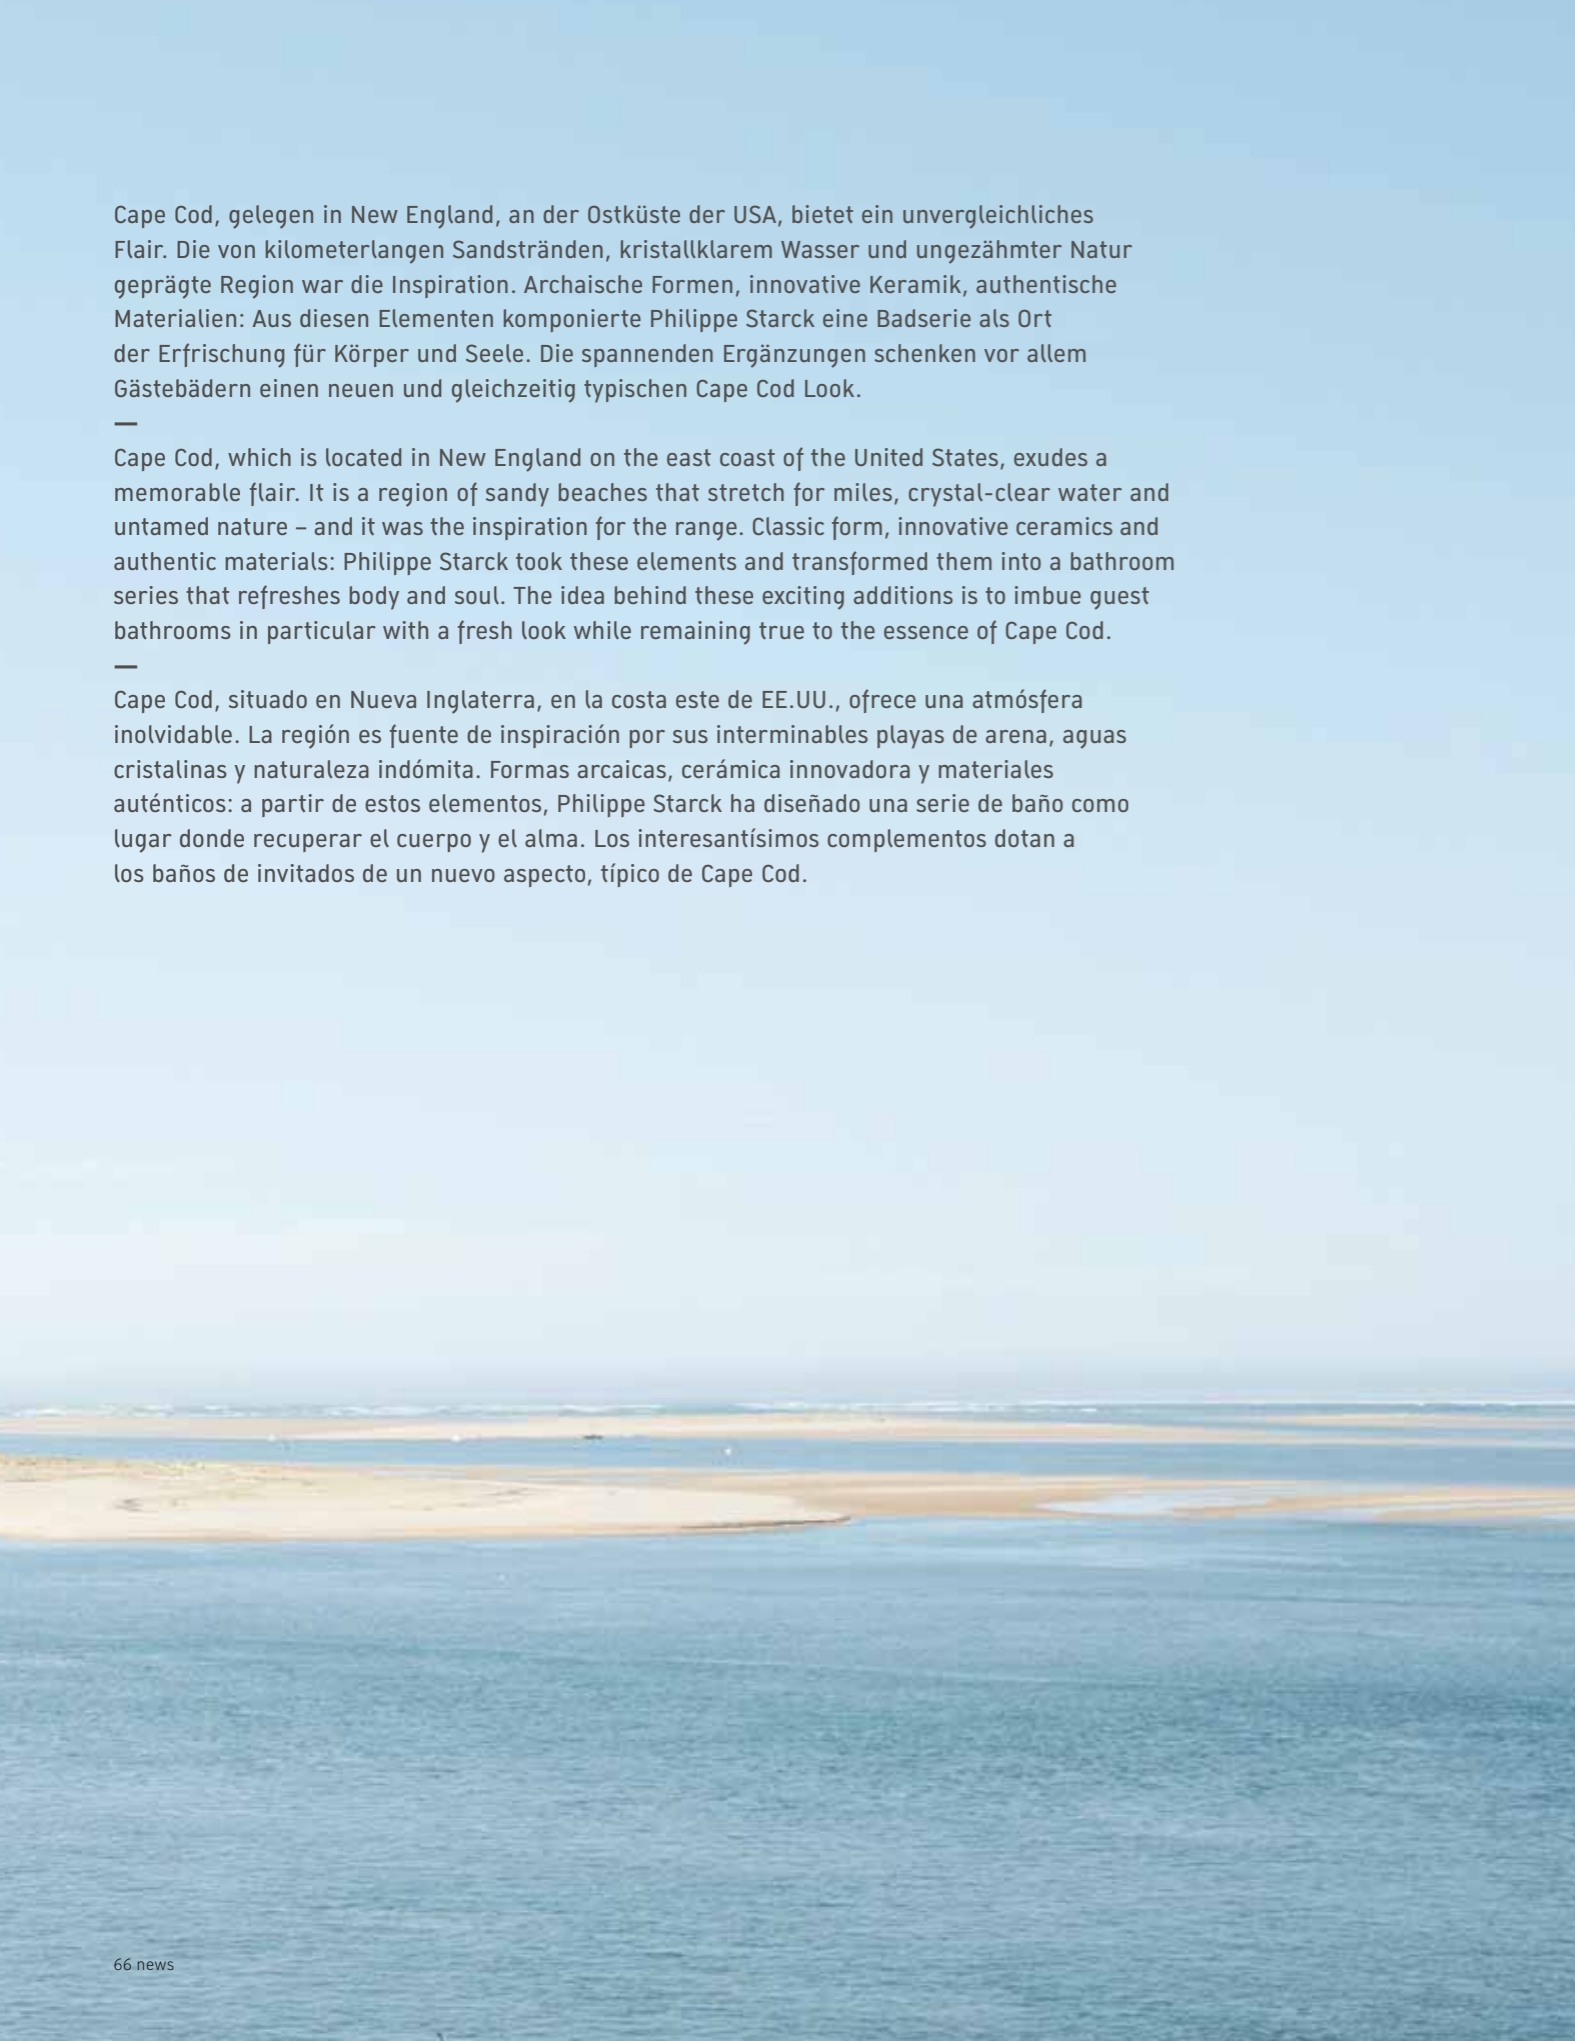 Cape Cod, gelegen in New England, an der Ostküste der USA, bietet ein unvergleichliches
Flair. Die von kilometerlangen Sandstränden, kristallklarem Wasser und ungezähmter Natur
geprägte Region war die Inspiration. Archaische Formen, innovative Keramik, authentische
Materialien: Aus diesen Elementen komponierte Philippe Starck eine Badserie als Ort
der Erfrischung für Körper und Seele. Die spannenden Ergänzungen schenken vor allem
Gästebädern einen neuen und gleichzeitig typischen Cape Cod Look.
—
Cape Cod, which is located in New England on the east coast of the United States, exudes a
memorable flair. It is a region of sandy beaches that stretch for miles, crystal-clear water and
untamed nature – and it was the inspiration for the range. Classic form, innovative ceramics and
authentic materials: Philippe Starck took these elements and transformed them into a bathroom
series that refreshes body and soul. The idea behind these exciting additions is to imbue guest
bathrooms in particular with a fresh look while remaining true to the essence of Cape Cod.
—
Cape Cod, situado en Nueva Inglaterra, en la costa este de EE.UU., ofrece una atmósfera
inolvidable. La región es fuente de inspiración por sus interminables playas de arena, aguas
cristalinas y naturaleza indómita. Formas arcaicas, cerámica innovadora y materiales
auténticos: a partir de estos elementos, Philippe Starck ha diseñado una serie de baño como
lugar donde recuperar el cuerpo y el alma. Los interesantísimos complementos dotan a
los baños de invitados de un nuevo aspecto, típico de Cape Cod.
66 news